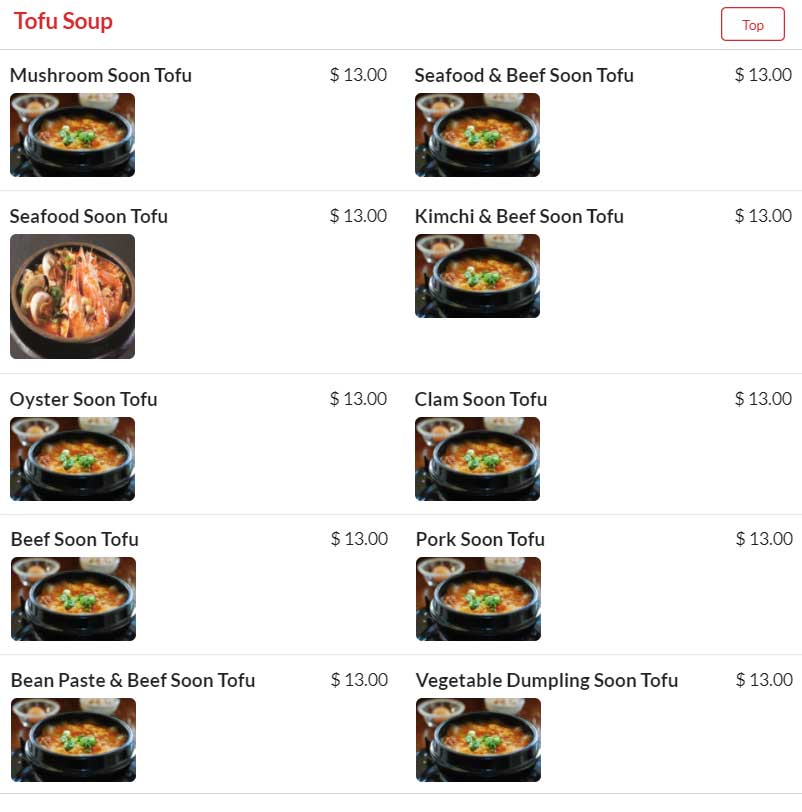 Tofu Soup
Top
Mushroom Soon Tofu $ 13.00
Seafood & Beef Soon Tofu $ 13.00
Seafood Soon Tofu $ 13.00
Kimchi & Beef Soon Tofu $ 13.00
Oyster Soon Tofu $ 13.00
Clam Soon Tofu $ 13.00
Beef Soon Tofu $ 13.00
Pork Soon Tofu $ 13.00
Bean Paste & Beef Soon Tofu $ 13.00
Vegetable Dumpling Soon Tofu $ 13.00